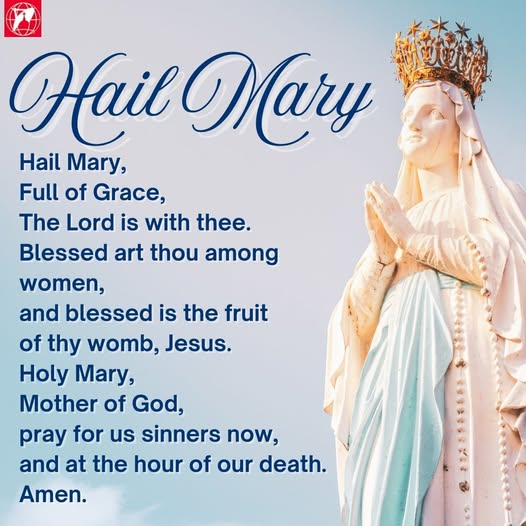 Hail Mary
Hail Mary,
Full of Grace,
The Lord is with thee.
Blessed art thou among
women,
and blessed is the fruit
of thy womb, Jesus.
Holy Mary,
Mother of God,
pray for us sinners now,
and at the hour of our death.
Amen.